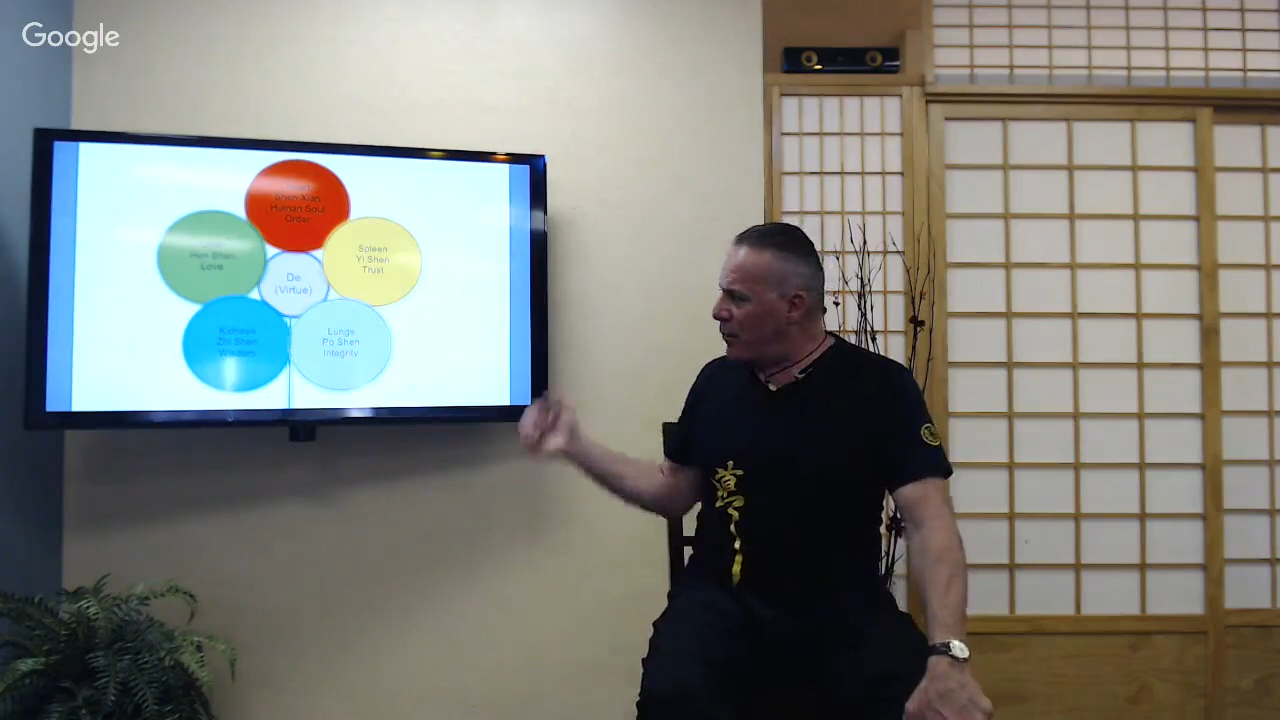 Google
Shen Xian
Human Soul
Order
Hun Shen
Love
Spleen
Yi Shen
Trust
De
(Virtue)
Kidneys
Zhi Shen
Wisdom
Lungs
Po Shen
Integrity